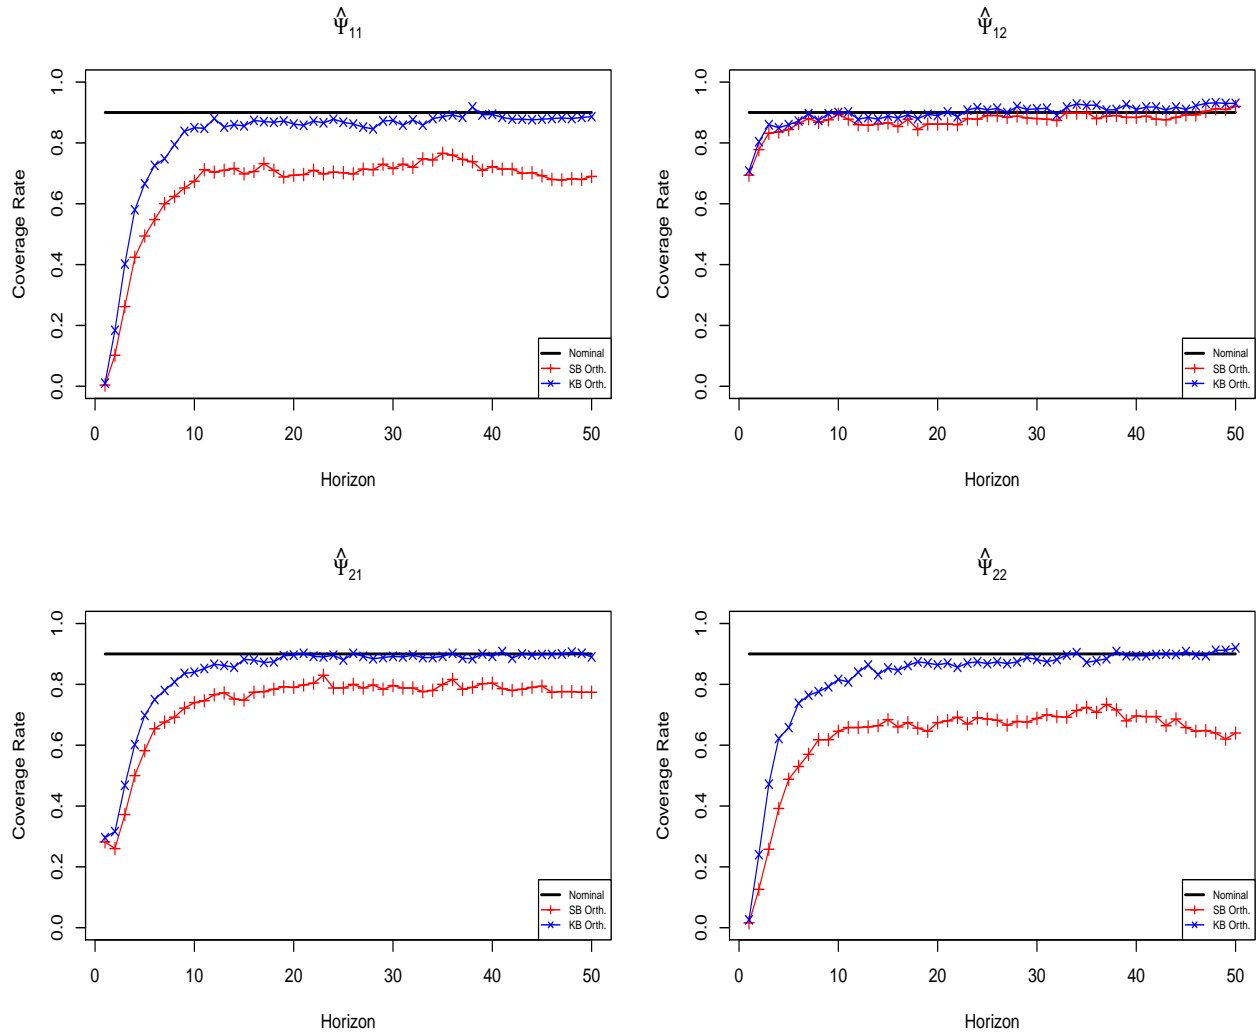 Ψ̂11
Coverage Rate
1.0
0.8
0.6
0.4
0.2
0.0
Nominal
SB Orth.
KB Orth.
0 10 20 30 40 50
Horizon
Ψ̂12
Coverage Rate
1.0
0.8
0.6
0.4
0.2
0.0
Nominal
SB Orth.
KB Orth.
0 10 20 30 40 50
Horizon
Ψ̂21
Coverage Rate
1.0
0.8
0.6
0.4
0.2
0.0
Nominal
SB Orth.
KB Orth.
0 10 20 30 40 50
Horizon
Ψ̂22
Coverage Rate
1.0
0.8
0.6
0.4
0.2
0.0
Nominal
SB Orth.
KB Orth.
0 10 20 30 40 50
Horizon